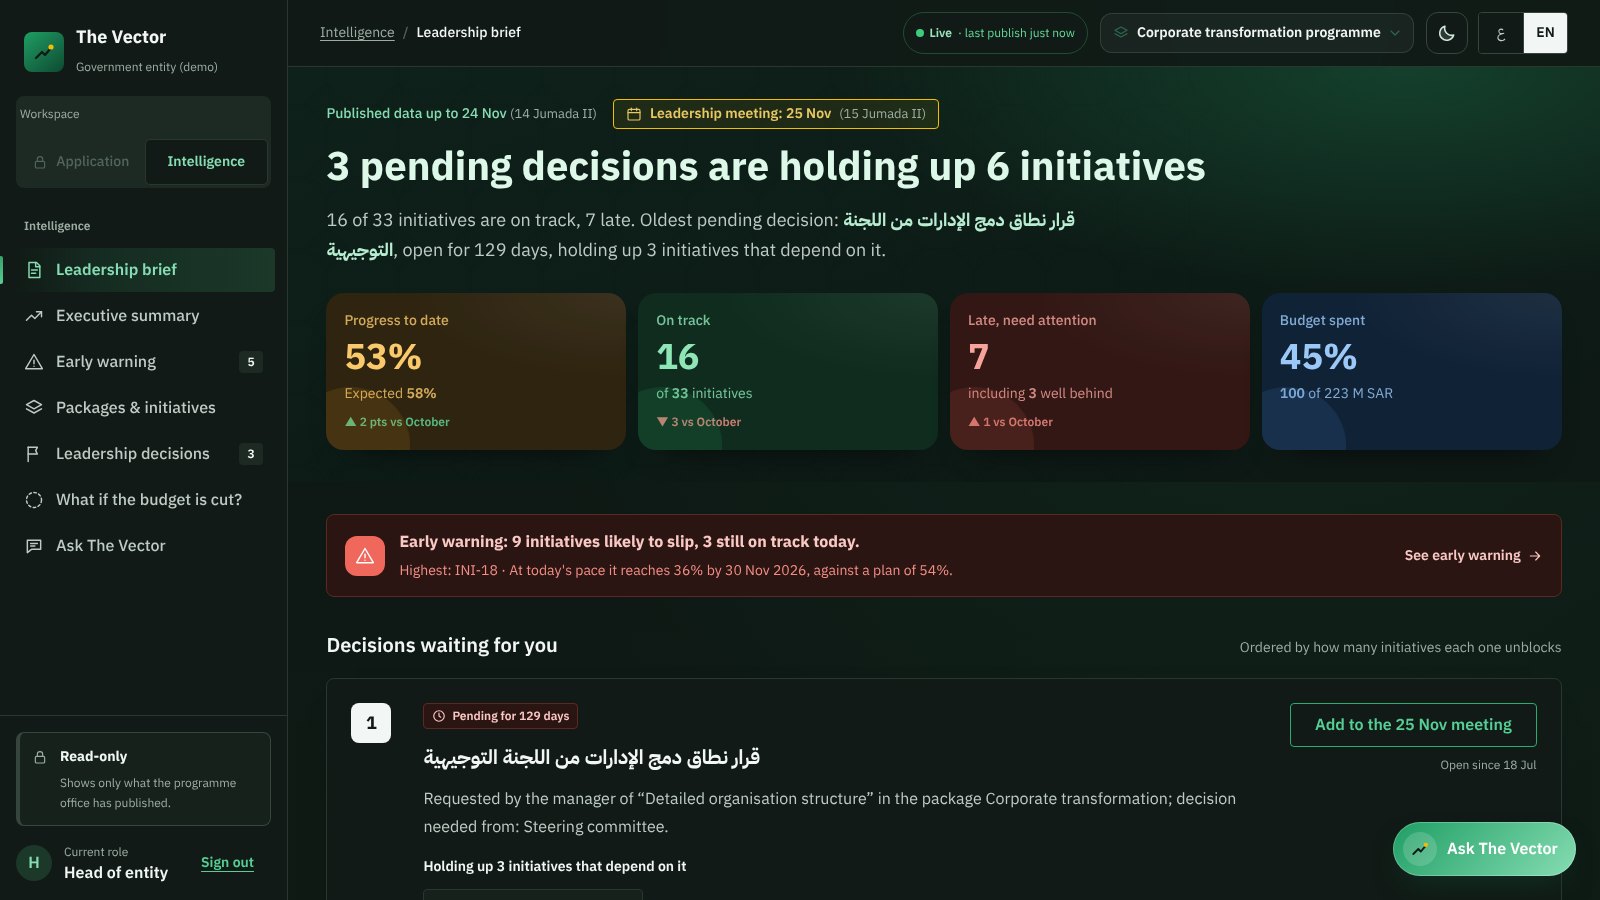 The Vector
Government entity (demo)
Workspace
Application
Intelligence
Intelligence
Leadership brief
Executive summary
Early warning 5
Packages & initiatives
Leadership decisions 3
What if the budget is cut?
Ask The Vector
Read-only
Shows only what the programme
office has published.
H
Current role
Head of entity
Sign out
Intelligence / Leadership brief
Live · last publish just now
Corporate transformation programme
ع
EN
Published data up to 24 Nov (14 Jumada II)
Leadership meeting: 25 Nov (15 Jumada II)
3 pending decisions are holding up 6 initiatives
16 of 33 initiatives are on track, 7 late. Oldest pending decision: قرار نطاق دمج الإدارات من اللجنة
التوجيهية, open for 129 days, holding up 3 initiatives that depend on it.
Progress to date
53%
Expected 58%
▲ 2 pts vs October
On track
16
of 33 initiatives
▼ 3 vs October
Late, need attention
7
including 3 well behind
▲ 1 vs October
Budget spent
45%
100 of 223 M SAR
Early warning: 9 initiatives likely to slip, 3 still on track today.
Highest: INI-18 · At today's pace it reaches 36% by 30 Nov 2026, against a plan of 54%.
See early warning →
Decisions waiting for you
Ordered by how many initiatives each one unblocks
1
Pending for 129 days
قرار نطاق دمج الإدارات من اللجنة التوجيهية
Requested by the manager of “Detailed organisation structure” in the package Corporate transformation; decision
needed from: Steering committee.
Holding up 3 initiatives that depend on it
Add to the 25 Nov meeting
Open since 18 Jul
Ask The Vector